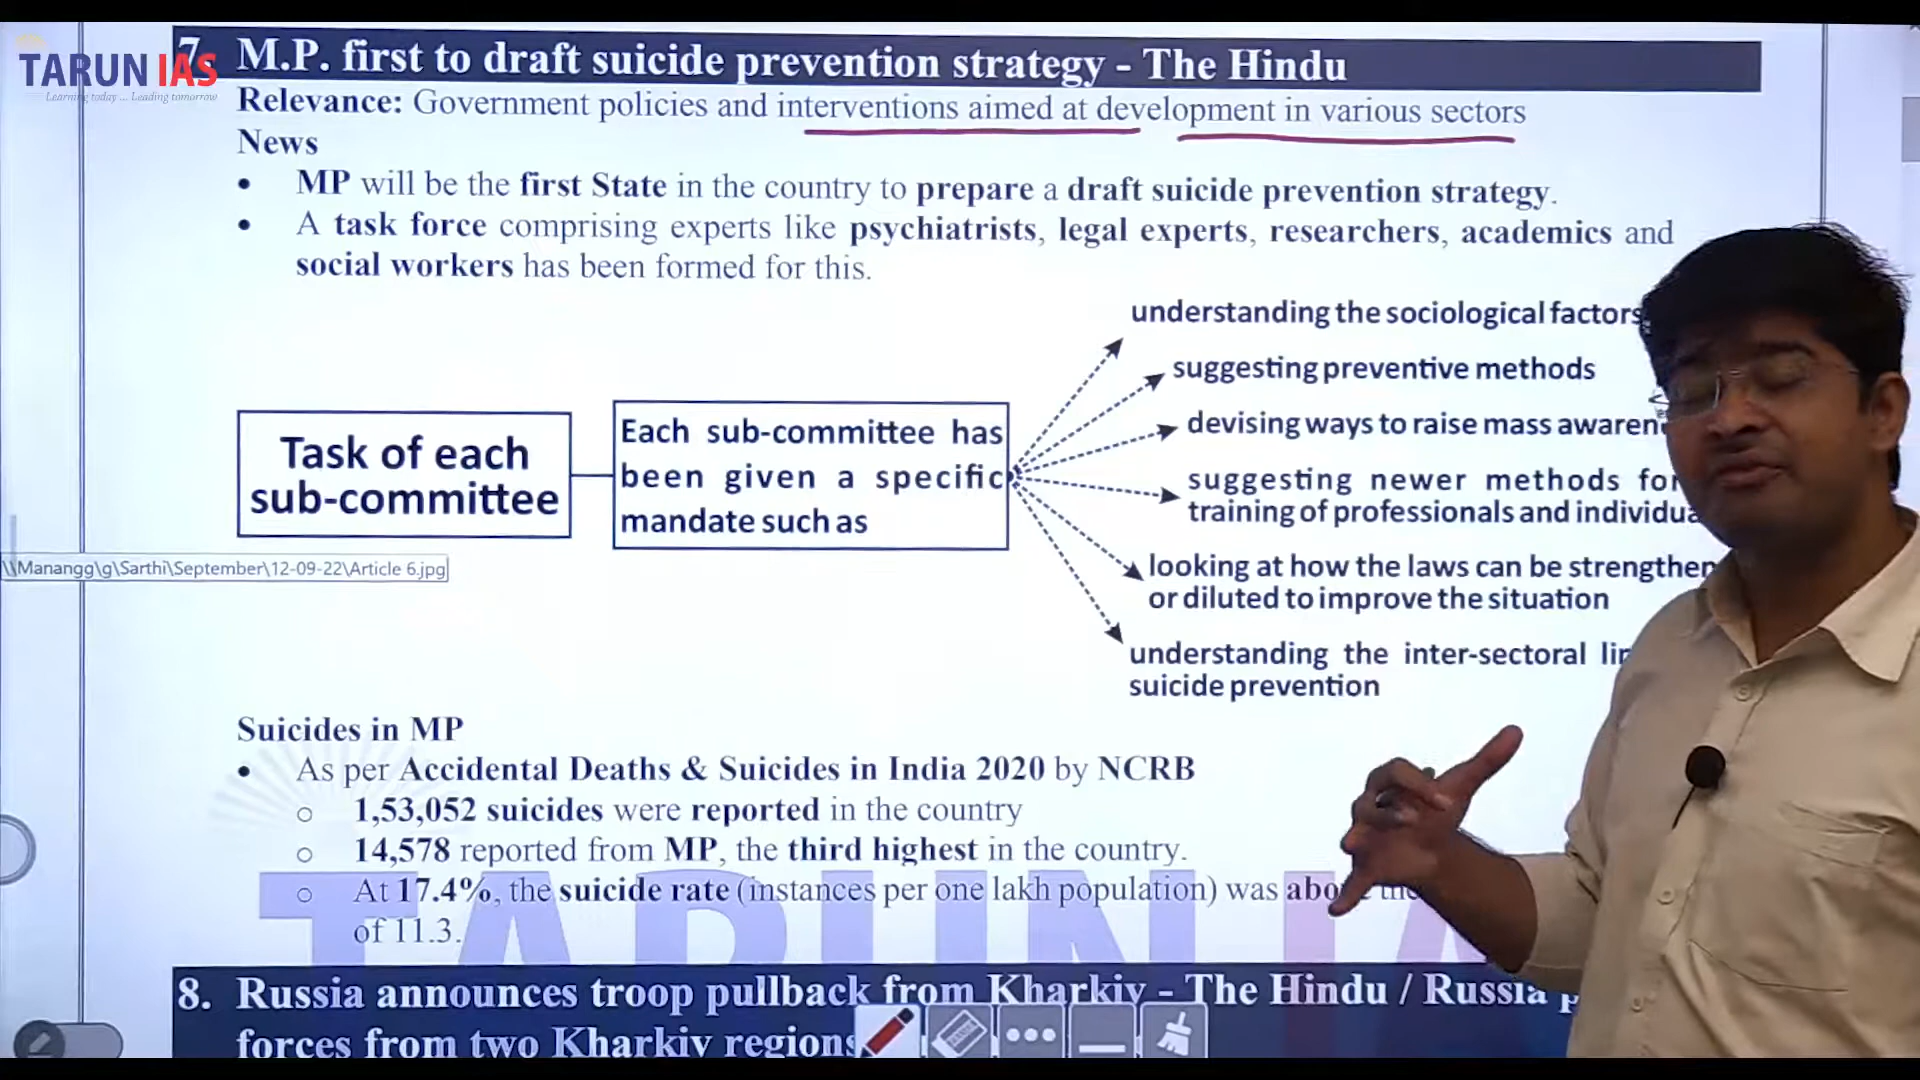 TARUN IAS
Learning today ... Leading tomorrow
7. M.P. first to draft suicide prevention strategy - The Hindu
Relevance: Government policies and interventions aimed at development in various sectors
News
• MP will be the first State in the country to prepare a draft suicide prevention strategy.
• A task force comprising experts like psychiatrists, legal experts, researchers, academics and
social workers has been formed for this.
Task of each
sub-committee
Each sub-committee has
been given a specific
mandate such as
understanding the sociological factors
suggesting preventive methods
devising ways to raise mass
suggesting newer methods for
training of professionals and
looking at how the laws can be
or diluted to improve the situation
understanding the inter-sectoral
suicide prevention
\\Manangg\g\Sarthi\September\12-09-22\Article 6.jpg
Suicides in MP
• As per Accidental Deaths & Suicides in India 2020 by NCRB
o 1,53,052 suicides were reported in the country
o 14,578 reported from MP, the third highest in the country.
o At 17.4%, the suicide rate (instances per one lakh population) was
of 11.3.
TARUN IA
8. Russia announces troop pullback from Kharkiv - The Hindu / Russia
forces from two Kharkiv regions